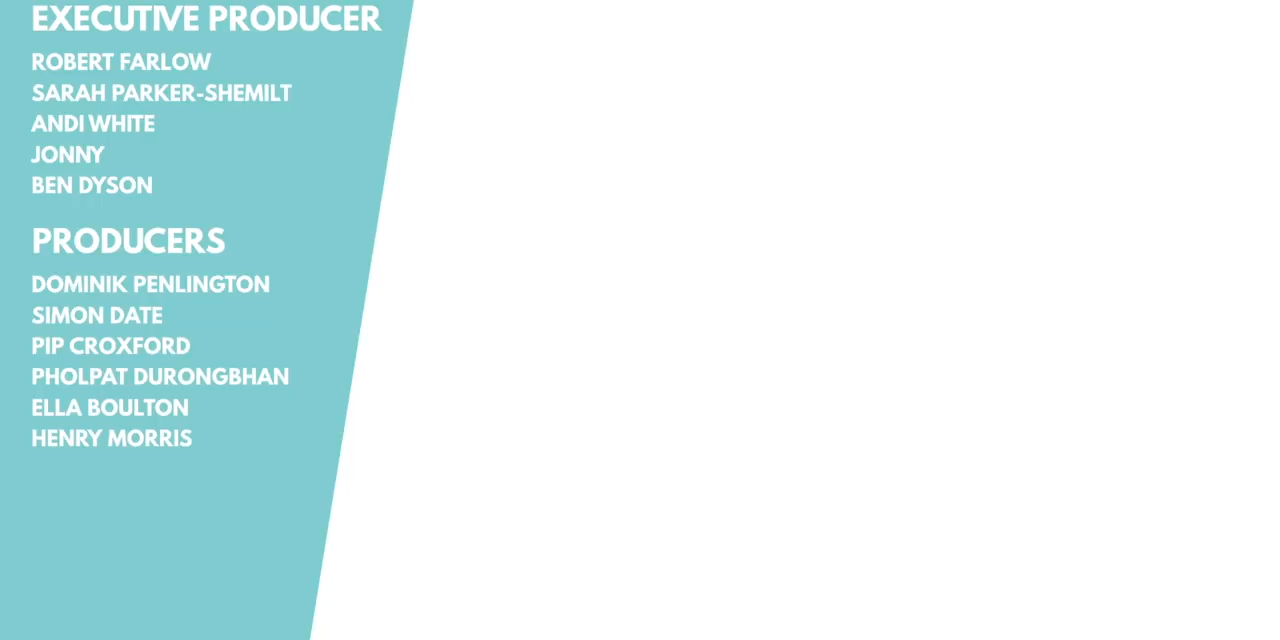 EXECUTIVE PRODUCER
ROBERT FARLOW
SARAH PARKER-SHEMILT
ANDI WHITE
JONNY
BEN DYSON
PRODUCERS
DOMINIK PENLINGTON
SIMON DATE
PIP CROXFORD
PHOLPAT DURONGBHAN
ELLA BOULTON
HENRY MORRIS